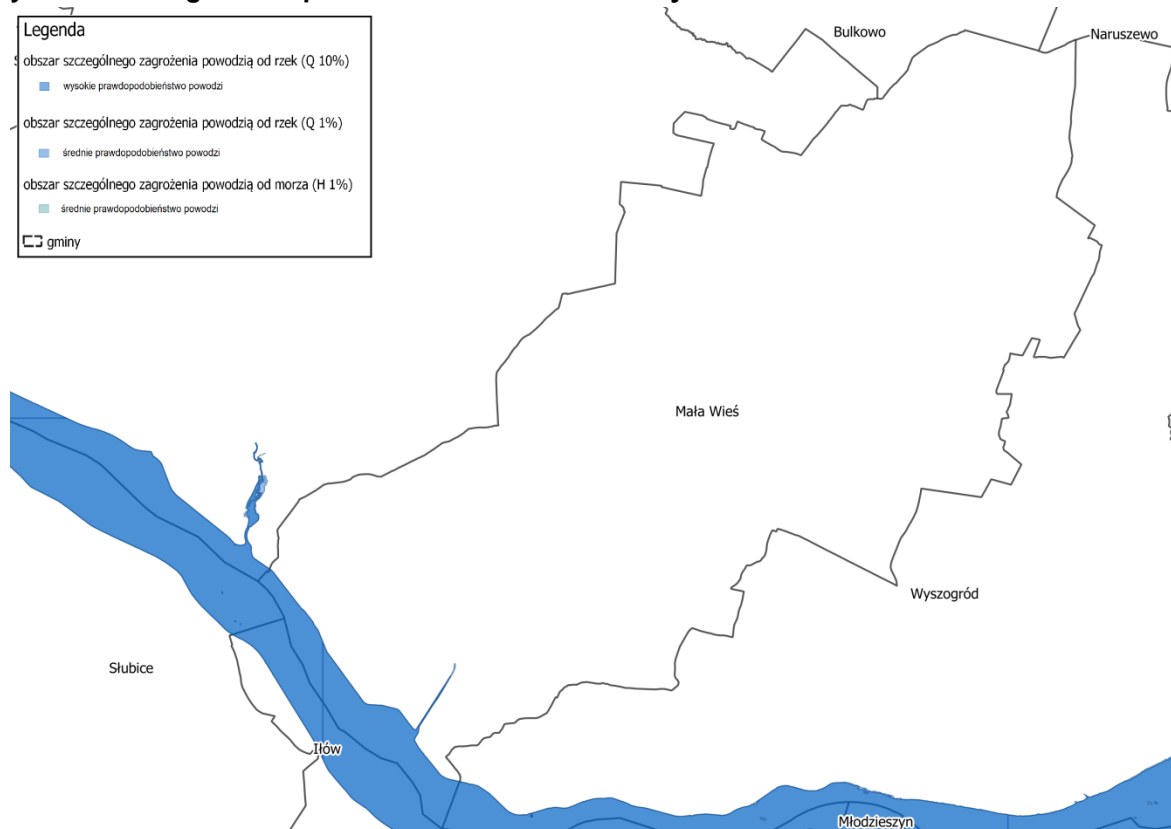 Legenda
obszar szczególnego zagrożenia powodzią od rzek (Q 10%)
wysokie prawdopodobieństwo powodzi
obszar szczególnego zagrożenia powodzią od rzek (Q 1%)
średnie prawdopodobieństwo powodzi
obszar szczególnego zagrożenia powodzią od morza (H 1%)
średnie prawdopodobieństwo powodzi
gminy
Bulkowo
Naruszewo
Mała Wieś
Wyszogród
Słubice
Iłów
Młodzieszyn